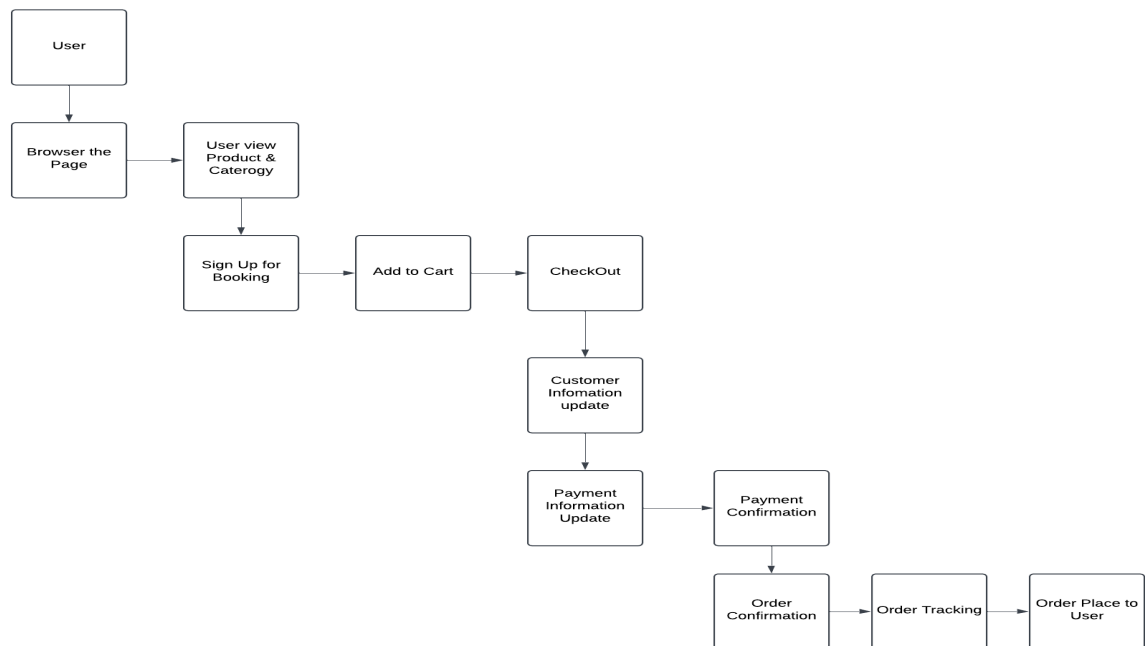 User
Browser the
Page
User view
Product &
Caterogy
Sign Up for
Booking
Add to Cart
CheckOut
Customer
Infomation
update
Payment
Information
Update
Payment
Confirmation
Order
Confirmation
Order Tracking
Order Place to
User